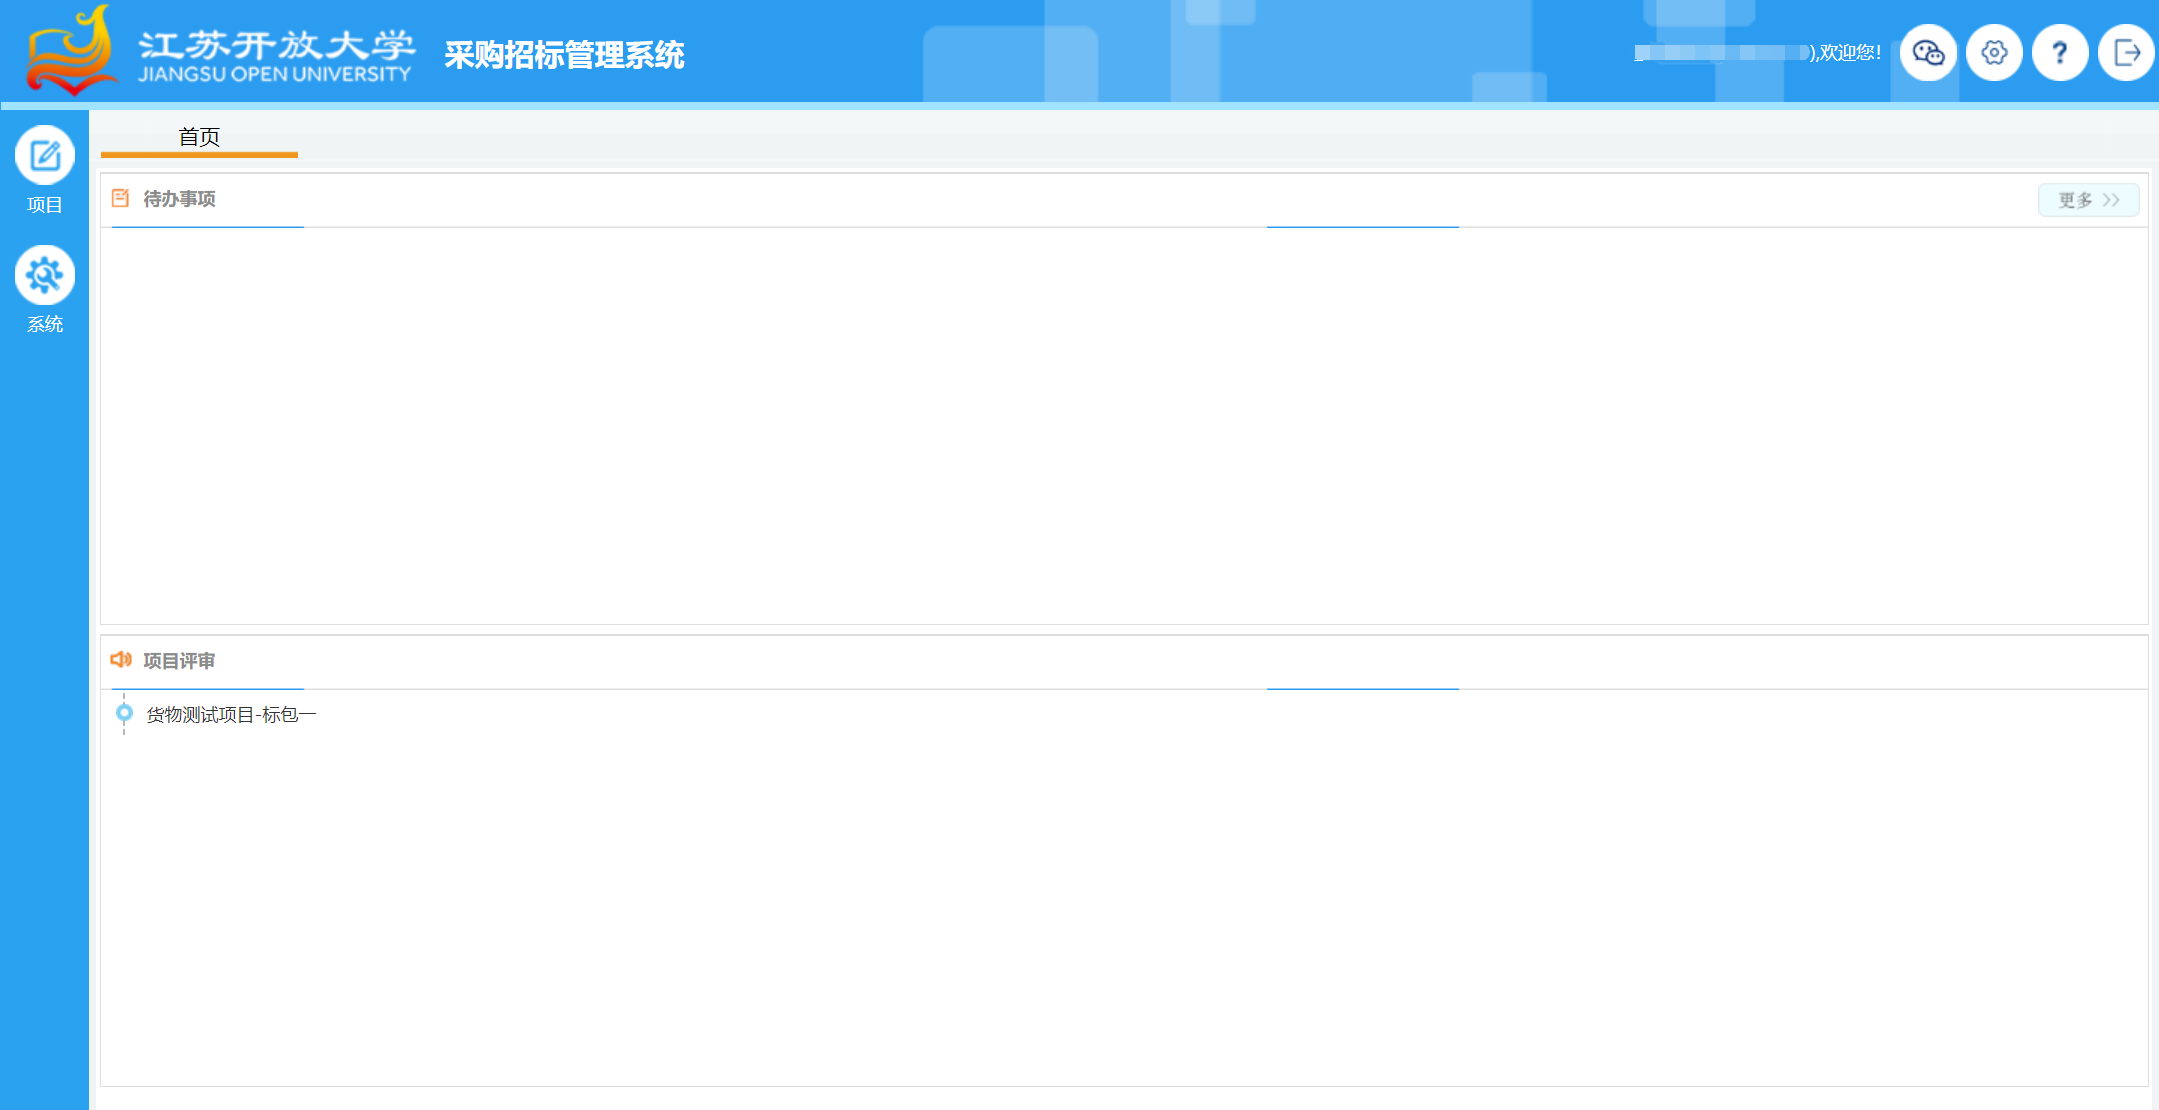 江苏开放大学
JIANGSU OPEN UNIVERSITY
采购招标管理系统
),欢迎您!
首页
项目
系统
待办事项
更多 >>
项目评审
货物测试项目-标包一